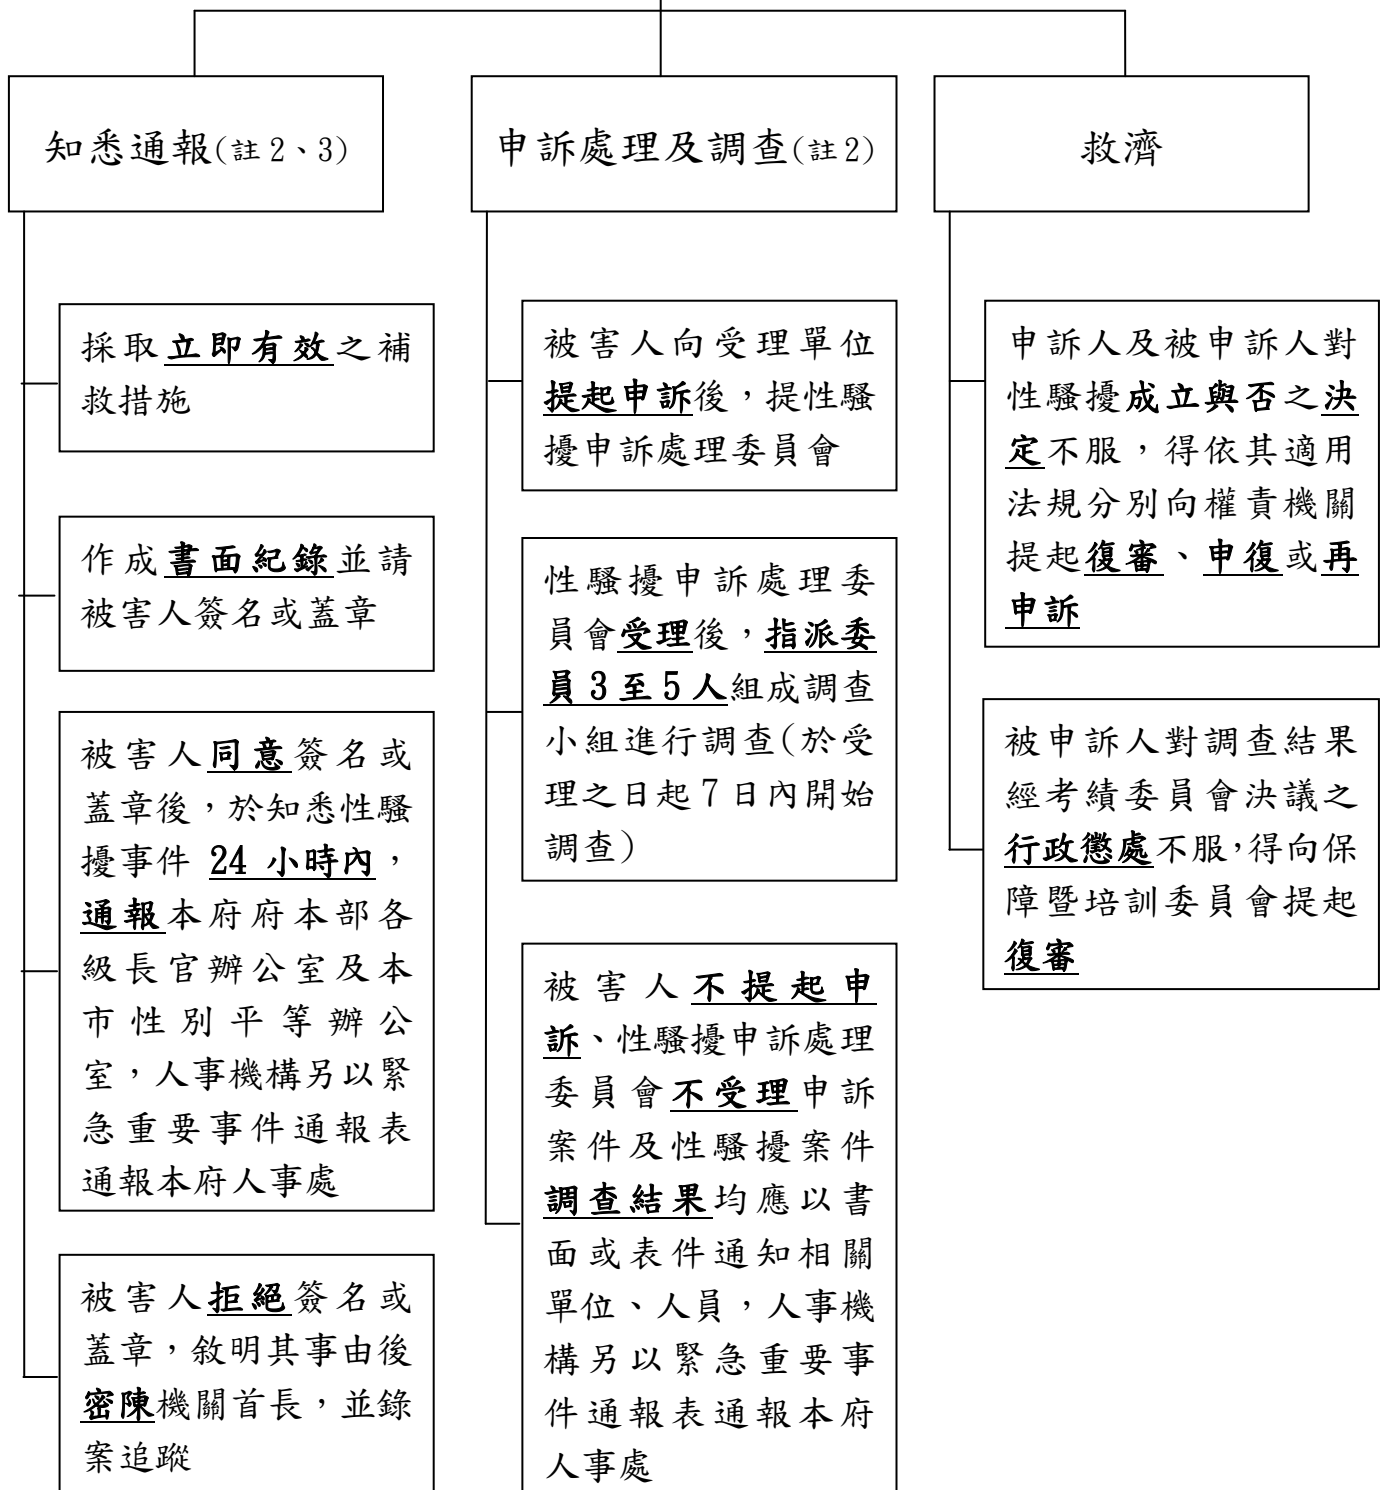 知悉通報(註2、3)
採取立即有效之補
救措施
作成書面紀錄並請
被害人簽名或蓋章
被害人同意簽名或
蓋章後，於知悉性騷
擾事件 24 小時內，
通報本府府本部各
級長官辦公室及本
市性別平等辦公
室，人事機構另以緊
急重要事件通報表
通報本府人事處
被害人拒絕簽名或
蓋章，敘明其事由後
密陳機關首長，並錄
案追蹤
申訴處理及調查(註2)
被害人向受理單位
提起申訴後，提性騷
擾申訴處理委員會
性騷擾申訴處理委
員會受理後，指派委
員3至5人組成調查
小組進行調查(於受
理之日起7日內開始
調查)
被害人不提起申
訴、性騷擾申訴處理
委員會不受理申訴
案件及性騷擾案件
調查結果均應以書
面或表件通知相關
單位、人員，人事機
構另以緊急重要事
件通報表通報本府
人事處
救濟
申訴人及被申訴人對
性騷擾成立與否之決
定不服，得依其適用
法規分別向權責機關
提起復審、申復或再
申訴
被申訴人對調查結果
經考績委員會決議之
行政懲處不服，得向保
障暨培訓委員會提起
復審